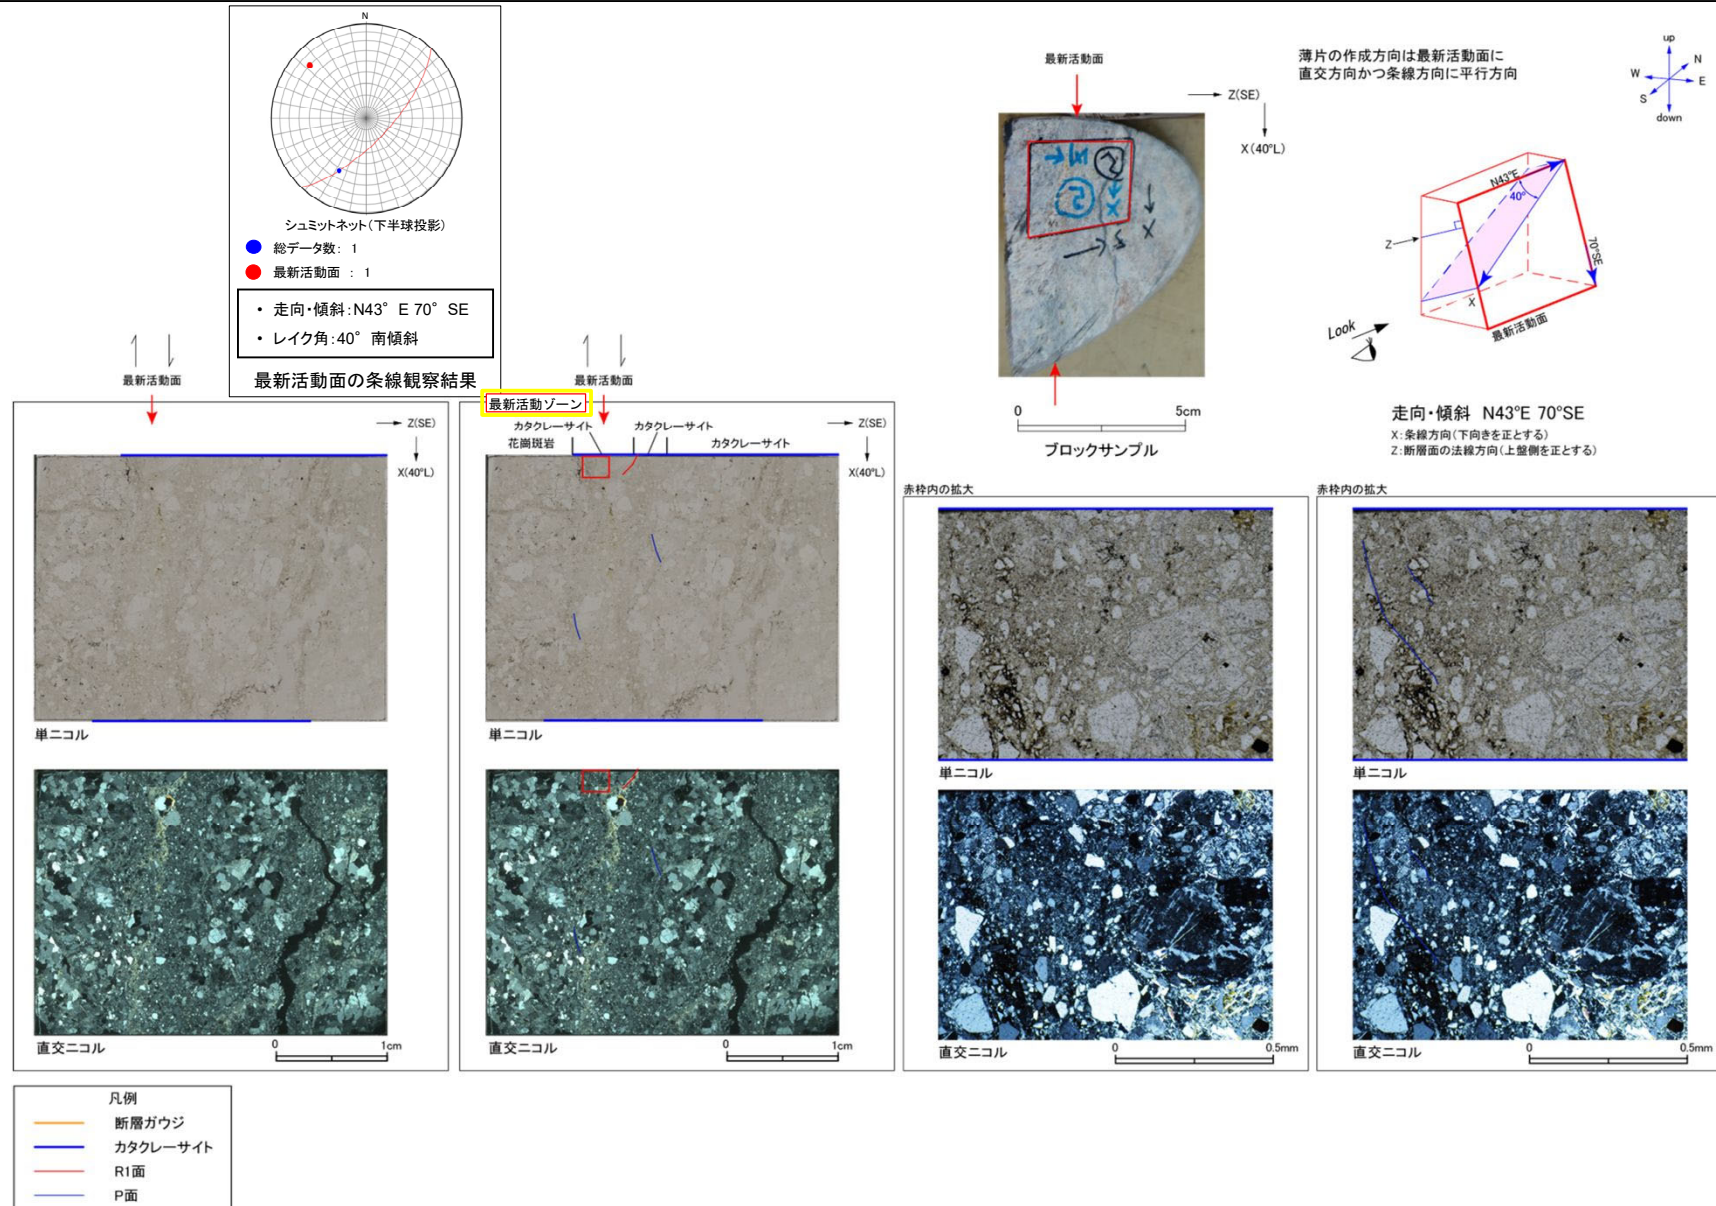 N
シュミットネット(下半球投影)
総データ数: 1
最新活動面 : 1
・ 走向・傾斜:N43° E 70° SE
・ レイク角:40° 南傾斜
最新活動面の条線観察結果
最新活動面
Z(SE)
X(40°L)
ブロックサンプル
0
5cm
薄片の作成方向は最新活動面に
直交方向かつ条線方向に平行方向
up
N
W
E
S
down
N43°E
40°
Z
70°SE
X
Look
最新活動面
走向・傾斜 N43°E 70°SE
X:条線方向(下向きを正とする)
Z:断層面の法線方向(上盤側を正とする)
最新活動面
Z(SE)
X(40°L)
単ニコル
直交ニコル
0
1cm
最新活動面
最新活動ゾーン
カタクレーサイト
カタクレーサイト
花崗斑岩
カタクレーサイト
Z(SE)
X(40°L)
単ニコル
直交ニコル
0
1cm
赤枠内の拡大
単ニコル
直交ニコル
0
0.5mm
赤枠内の拡大
単ニコル
直交ニコル
0
0.5mm
凡例
断層ガウジ
カタクレーサイト
R1面
P面